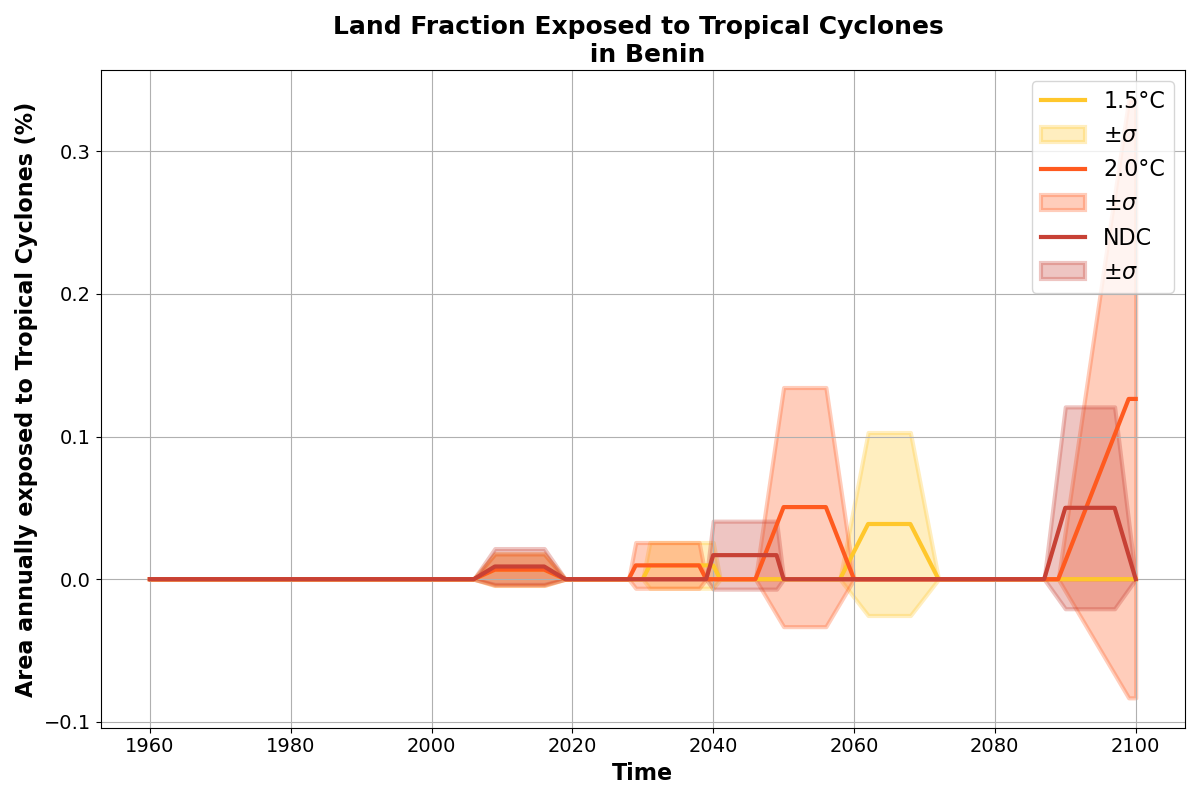 Land Fraction Exposed to Tropical Cyclones
in Benin
Area annually exposed to Tropical Cyclones (%)
0.3
0.2
0.1
0.0
−0.1
1960 1980 2000 2020 2040 2060 2080 2100
Time
1.5°C
±σ
2.0°C
±σ
NDC
±σ